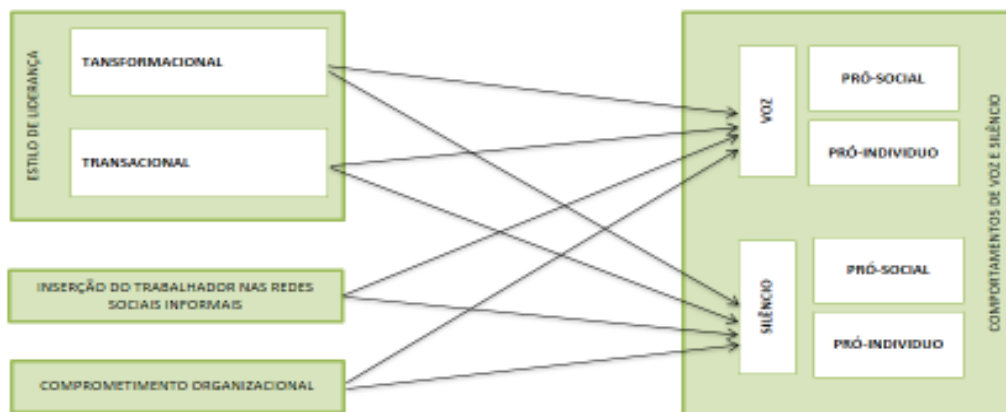 ESTILO DE LIDERANÇA
TANSFORMACIONAL
TRANSACIONAL
INSERÇÃO DO TRABALHADOR NAS REDES
SOCIAIS INFORMAIS
COMPROMETIMENTO ORGANIZACIONAL
VOZ
PRÓ-SOCIAL
PRÓ-INDIVIDUO
SILÊNCIO
PRÓ-SOCIAL
PRÓ-INDIVIDUO
COMPORTAMENTOS DE VOZ E SILÊNCIO